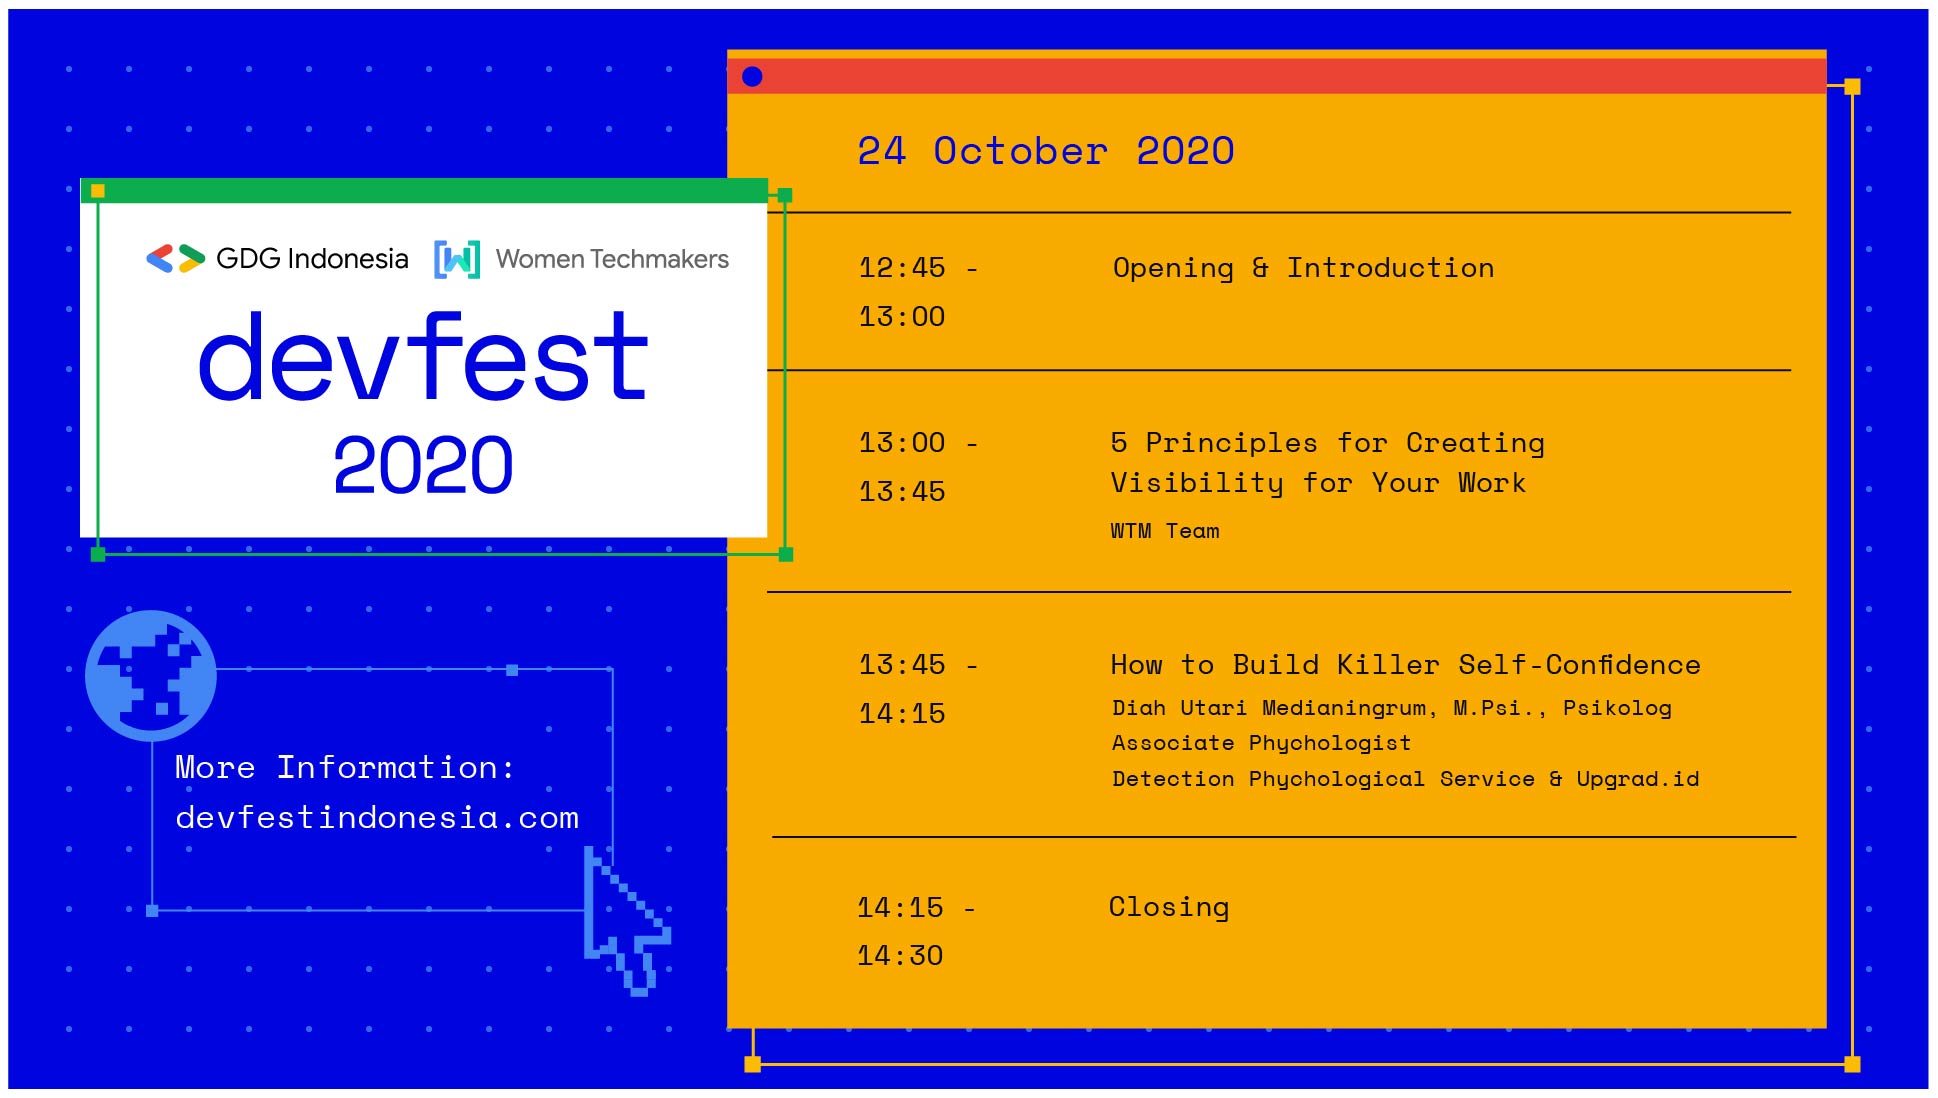 GDG Indonesia
Women Techmakers
devfest
2020
More Information:
devfestindonesia.com
24 October 2020
12:45 -
13:00
Opening & Introduction
13:00 -
13:45
5 Principles for Creating
Visibility for Your Work
WTM Team
13:45 -
14:15
How to Build Killer Self-Confidence
Diah Utari Medianingrum, M.Psi., Psikolog
Associate Phychologist
Detection Phychological Service & Upgrad.id
14:15 -
14:30
Closing